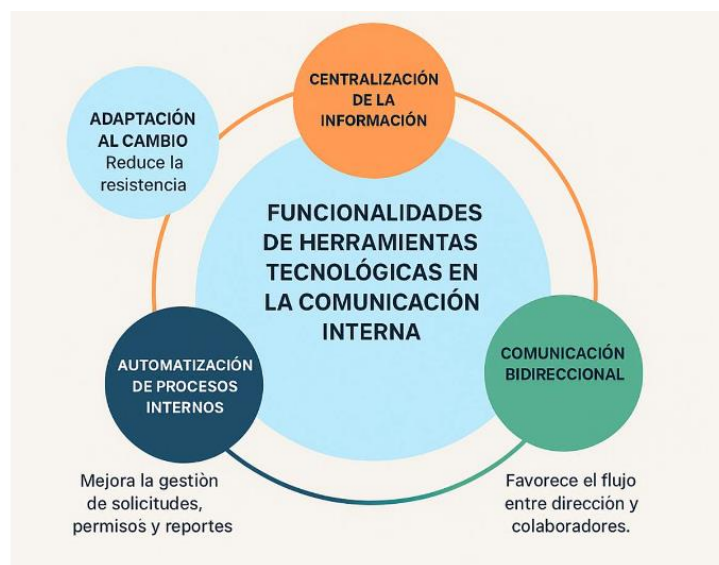 CENTRALIZACIÓN
DE LA
INFORMACIÓN
ADAPTACIÓN
AL CAMBIO
Reduce la
resistencia
FUNCIONALIDADES
DE HERRAMIENTAS
TECNOLÓGICAS EN
LA COMUNICACIÓN
INTERNA
AUTOMATIZACIÓN
DE PROCESOS
INTERNOS
COMUNICACIÓN
BIDIRECCIONAL
Mejora la gestiòn
de solicitudes,
permisos y reportes
Favorece el flujo
entre dirección y
colaboradores.